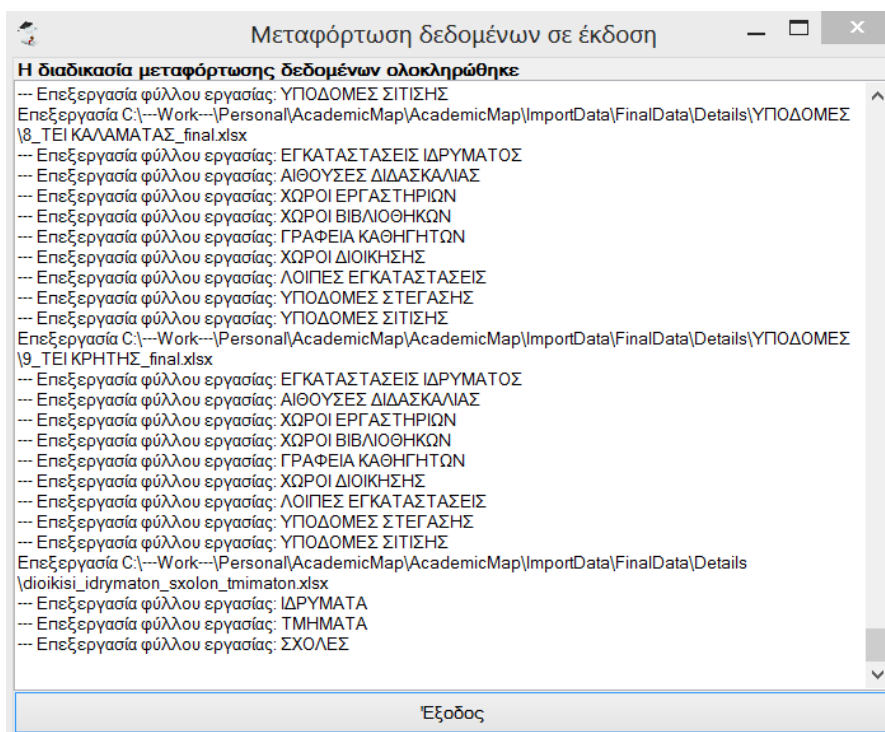 Μεταφόρτωση δεδομένων σε έκδοση
Η διαδικασία μεταφόρτωσης δεδομένων ολοκληρώθηκε
--- Επεξεργασία φύλλου εργασίας: ΥΠΟΔΟΜΕΣ ΣΙΤΙΣΗΣ
Επεξεργασία C:\---Work---\Personal\AcademicMap\AcademicMap\ImportData\FinalData\Details\ΥΠΟΔΟΜΕΣ
\8_ΤΕΙ ΚΑΛΑΜΑΤΑΣ_final.xlsx
--- Επεξεργασία φύλλου εργασίας: ΕΓΚΑΤΑΣΤΑΣΕΙΣ ΙΔΡΥΜΑΤΟΣ
--- Επεξεργασία φύλλου εργασίας: ΑΙΘΟΥΣΕΣ ΔΙΔΑΣΚΑΛΙΑΣ
--- Επεξεργασία φύλλου εργασίας: ΧΩΡΟΙ ΕΡΓΑΣΤΗΡΙΩΝ
--- Επεξεργασία φύλλου εργασίας: ΧΩΡΟΙ ΒΙΒΛΙΟΘΗΚΩΝ
--- Επεξεργασία φύλλου εργασίας: ΓΡΑΦΕΙΑ ΚΑΘΗΓΗΤΩΝ
--- Επεξεργασία φύλλου εργασίας: ΧΩΡΟΙ ΔΙΟΙΚΗΣΗΣ
--- Επεξεργασία φύλλου εργασίας: ΛΟΙΠΕΣ ΕΓΚΑΤΑΣΤΑΣΕΙΣ
--- Επεξεργασία φύλλου εργασίας: ΥΠΟΔΟΜΕΣ ΣΤΕΓΑΣΗΣ
--- Επεξεργασία φύλλου εργασίας: ΥΠΟΔΟΜΕΣ ΣΙΤΙΣΗΣ
Επεξεργασία C:\---Work---\Personal\AcademicMap\AcademicMap\ImportData\FinalData\Details\ΥΠΟΔΟΜΕΣ
\9_ΤΕΙ ΚΡΗΤΗΣ_final.xlsx
--- Επεξεργασία φύλλου εργασίας: ΕΓΚΑΤΑΣΤΑΣΕΙΣ ΙΔΡΥΜΑΤΟΣ
--- Επεξεργασία φύλλου εργασίας: ΑΙΘΟΥΣΕΣ ΔΙΔΑΣΚΑΛΙΑΣ
--- Επεξεργασία φύλλου εργασίας: ΧΩΡΟΙ ΕΡΓΑΣΤΗΡΙΩΝ
--- Επεξεργασία φύλλου εργασίας: ΧΩΡΟΙ ΒΙΒΛΙΟΘΗΚΩΝ
--- Επεξεργασία φύλλου εργασίας: ΓΡΑΦΕΙΑ ΚΑΘΗΓΗΤΩΝ
--- Επεξεργασία φύλλου εργασίας: ΧΩΡΟΙ ΔΙΟΙΚΗΣΗΣ
--- Επεξεργασία φύλλου εργασίας: ΛΟΙΠΕΣ ΕΓΚΑΤΑΣΤΑΣΕΙΣ
--- Επεξεργασία φύλλου εργασίας: ΥΠΟΔΟΜΕΣ ΣΤΕΓΑΣΗΣ
--- Επεξεργασία φύλλου εργασίας: ΥΠΟΔΟΜΕΣ ΣΙΤΙΣΗΣ
Επεξεργασία C:\---Work---\Personal\AcademicMap\AcademicMap\ImportData\FinalData\Details
\dioikisi_idrymaton_sxolon_tmimaton.xlsx
--- Επεξεργασία φύλλου εργασίας: ΙΔΡΥΜΑΤΑ
--- Επεξεργασία φύλλου εργασίας: ΤΜΗΜΑΤΑ
--- Επεξεργασία φύλλου εργασίας: ΣΧΟΛΕΣ
Έξοδος